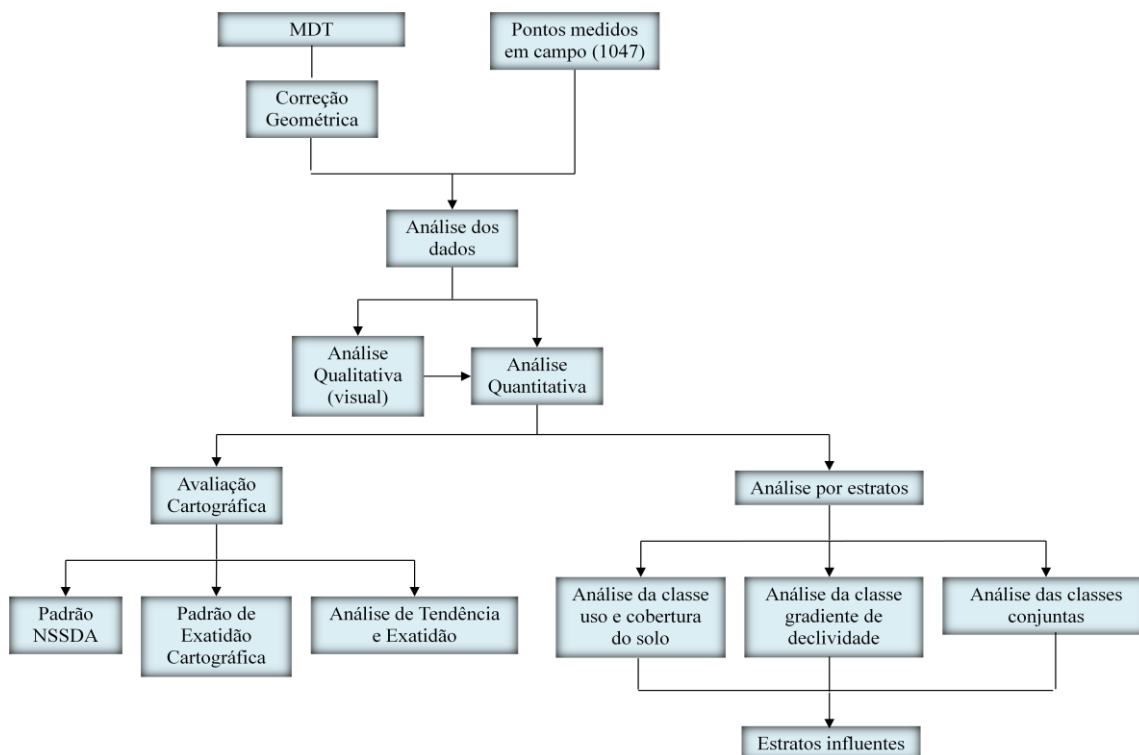 MDT
Pontos medidos
em campo (1047)
Correção
Geométrica
Análise dos
dados
Análise
Qualitativa
(visual)
Análise
Quantitativa
Avaliação
Cartográfica
Análise por estratos
Padrão
NSSDA
Padrão de
Exatidão
Cartográfica
Análise de Tendência
e Exatidão
Análise da classe
uso e cobertura
do solo
Análise da classe
gradiente de
declividade
Análise das classes
conjuntas
Estratos influentes